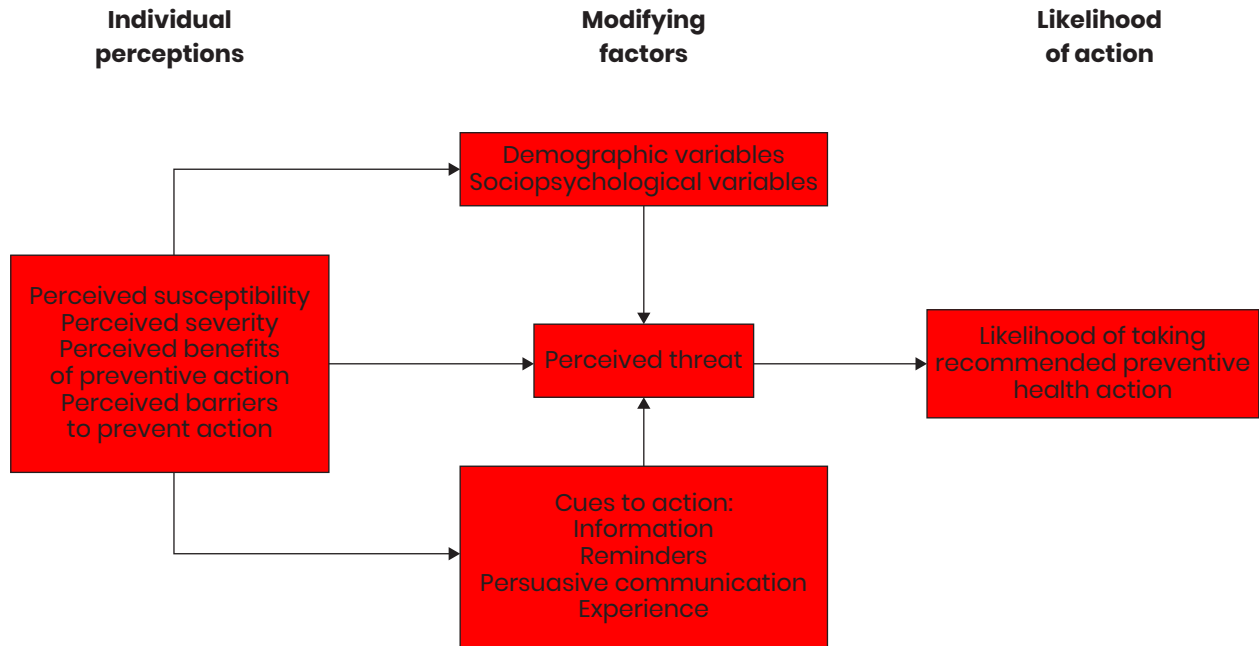 Individual
perceptions
Modifying
factors
Likelihood
of action
Demographic variables
Sociopsychological variables
Perceived susceptibility
Perceived severity
Perceived benefits
of preventive action
Perceived barriers
to prevent action
Perceived threat
Likelihood of taking
recommended preventive
health action
Cues to action:
Information
Reminders
Persuasive communication
Experience